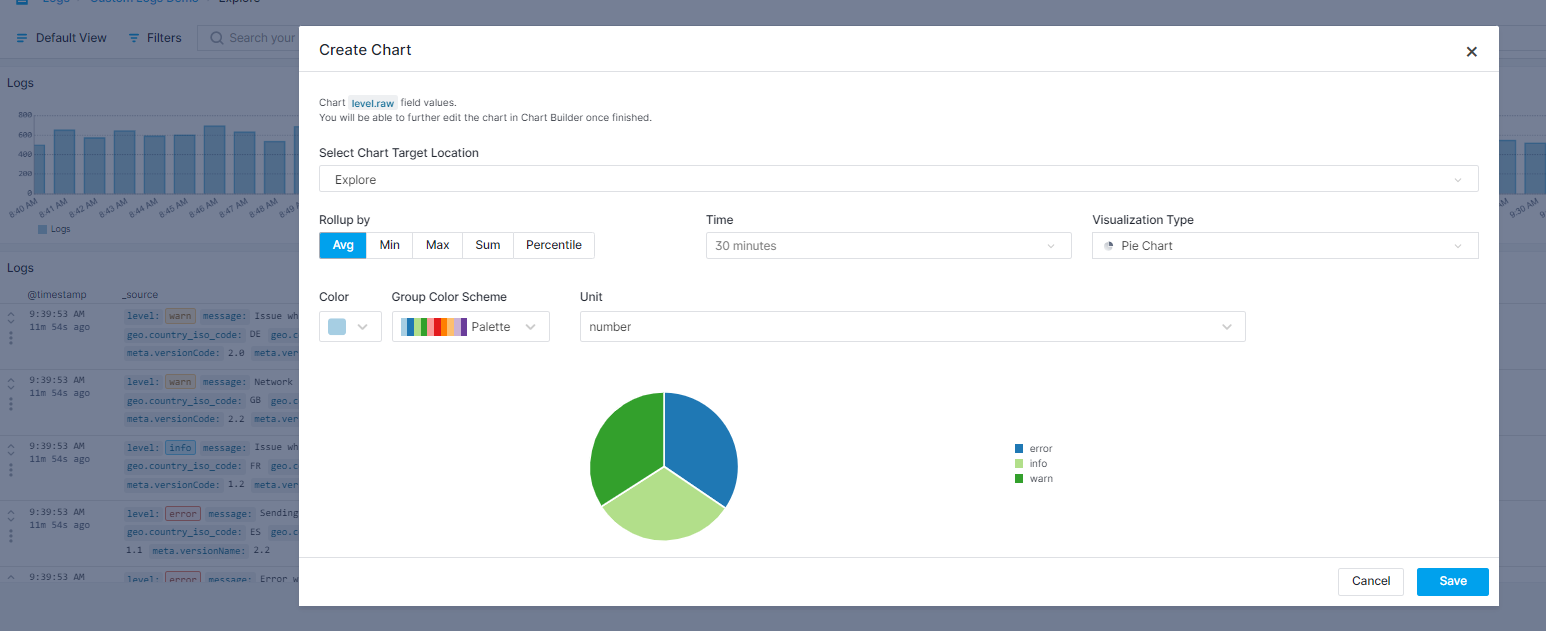 Logs Custom Logs Demo Explore
Default View Filters Search your
Logs
800
600
400
200
0
8:40 AM 8:41 AM 8:42 AM 8:43 AM 8:44 AM 8:45 AM 8:46 AM 8:47 AM 8:48 AM 8:49
Logs
Logs
@timestamp _source
9:39:53 AM
11m 54s ago
level: warn message: Issue wh
geo.country_iso_code: DE geo.c
meta.versionCode: 2.0 meta.ver
9:39:53 AM
11m 54s ago
level: warn message: Network
geo.country_iso_code: GB geo.c
meta.versionCode: 2.2 meta.ver
9:39:53 AM
11m 54s ago
level: info message: Issue wh
geo.country_iso_code: FR geo.c
meta.versionCode: 1.2 meta.ver
9:39:53 AM
11m 54s ago
level: error message: Sending
geo.country_iso_code: ES geo.c
1.1 meta.versionName: 2.2
9:39:53 AM
level: error message: Error w
Create Chart
Chart level.raw field values.
You will be able to further edit the chart in Chart Builder once finished.
Select Chart Target Location
Explore
Rollup by Time Visualization Type
Avg Min Max Sum Percentile 30 minutes Pie Chart
Color Group Color Scheme Unit
Palette number
error
info
warn
Cancel Save
AM 9:30 AM